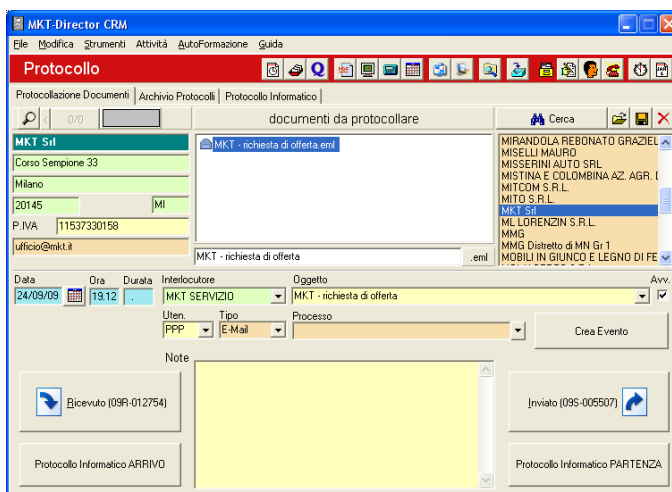 MKT-Director CRM
File Modifica Strumenti Attività AutoFormazione Guida
Protocollo
Protocollazione Documenti Archivio Protocolli Protocollo Informatico
0/0 documenti da protocollare Cerca
MKT Srl
Corso Sempione 33
Milano
20145 MI
P.IVA 11537330158
ufficio@mkt.it
MKT - richiesta di offerta.eml
MKT - richiesta di offerta .eml
MIRANDOLA REBONATO GRAZIEL
MISELLI MAURO
MISSERINI AUTO SRL
MISTINA E COLOMBINA AZ. AGR.
MITCOM S.R.L.
MITO S.R.L.
MKT Srl
ML LORENZIN S.R.L.
MMG
MMG Distretto di MN Gr 1
MOBILI IN GIUNCO E LEGNO DI FE
Data Ora Durata Interlocutore Oggetto Avv.
24/09/09 19.12 . MKT SERVIZIO MKT - richiesta di offerta
Uten. Tipo Processo
PPP E-Mail Crea Evento
Note
Ricevuto (09R-012754) Inviato (09S-005507)
Protocollo Informatico ARRIVO Protocollo Informatico PARTENZA